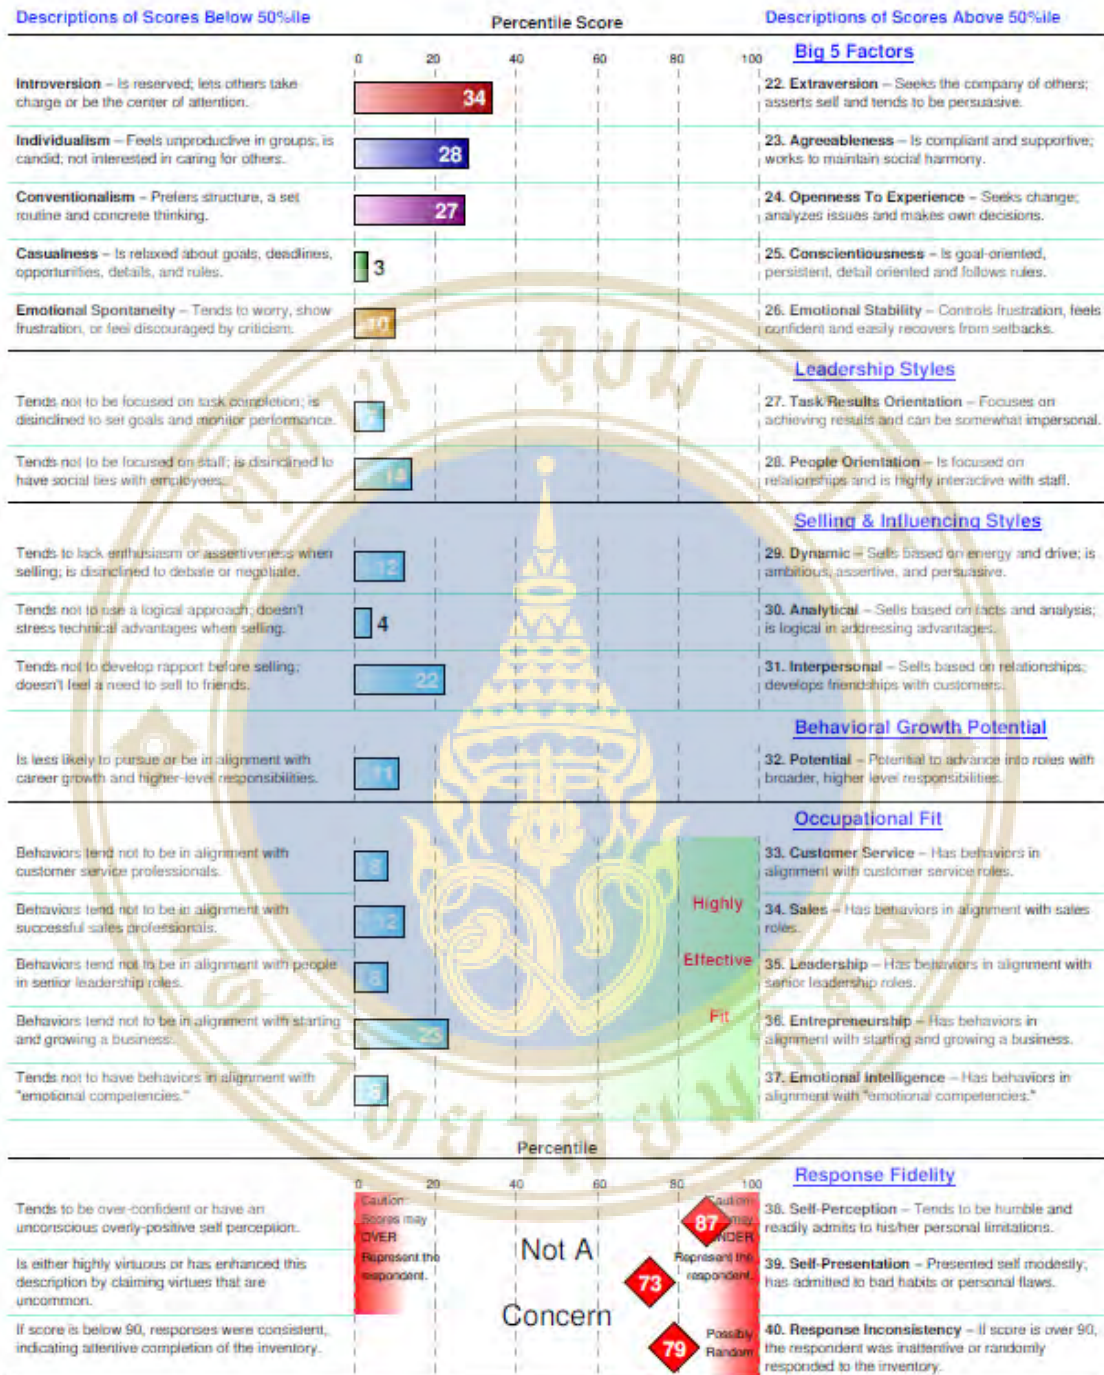 Descriptions of Scores Below 50%ile
Percentile Score
Descriptions of Scores Above 50%ile
Big 5 Factors
0 20 40 60 80 100
Introversion – Is reserved; lets others take
charge or be the center of attention.
34
22. Extraversion – Seeks the company of others;
asserts self and tends to be persuasive.
Individualism – Feels unproductive in groups; is
candid; not interested in caring for others.
28
23. Agreeableness – Is compliant and supportive;
works to maintain social harmony.
Conventionalism – Prefers structure, a set
routine and concrete thinking.
27
24. Openness To Experience – Seeks change;
analyzes issues and makes own decisions.
Casualness – Is relaxed about goals, deadlines,
opportunities, details, and rules.
3
25. Conscientiousness – Is goal-oriented,
persistent, detail oriented and follows rules.
Emotional Spontaneity – Tends to worry, show
frustration, or feel discouraged by criticism.
10
26. Emotional Stability – Controls frustration, feels
confident and easily recovers from setbacks.
Leadership Styles
Tends not to be focused on task completion; is
disinclined to set goals and monitor performance.
27. Task/Results Orientation – Focuses on
achieving results and can be somewhat impersonal.
Tends not to be focused on staff; is disinclined to
have social ties with employees.
14
28. People Orientation – Is focused on
relationships and is highly interactive with staff.
Selling & Influencing Styles
Tends to lack enthusiasm or assertiveness when
selling; is disinclined to debate or negotiate.
12
29. Dynamic – Sells based on energy and drive; is
ambitious, assertive, and persuasive.
Tends not to use a logical approach; doesn't
stress technical advantages when selling.
4
30. Analytical – Sells based on facts and analysis;
is logical in addressing advantages.
Tends not to develop rapport before selling;
doesn't feel a need to sell to friends.
22
31. Interpersonal – Sells based on relationships;
develops friendships with customers.
Behavioral Growth Potential
Is less likely to pursue or be in alignment with
career growth and higher-level responsibilities.
11
32. Potential – Potential to advance into roles with
broader, higher level responsibilities.
Occupational Fit
Behaviors tend not to be in alignment with
customer service professionals.
8
33. Customer Service – Has behaviors in
alignment with customer service roles.
Behaviors tend not to be in alignment with
successful sales professionals.
12
Highly
34. Sales – Has behaviors in alignment with sales
roles.
Behaviors tend not to be in alignment with people
in senior leadership roles.
8
Effective
35. Leadership – Has behaviors in alignment with
senior leadership roles.
Behaviors tend not to be in alignment with starting
and growing a business.
23
Fit
36. Entrepreneurship – Has behaviors in
alignment with starting and growing a business.
Tends not to have behaviors in alignment with
"emotional competencies."
8
37. Emotional Intelligence – Has behaviors in
alignment with "emotional competencies."
Percentile
Response Fidelity
0 20 40 60 80 100
Tends to be over-confident or have an
unconscious overly-positive self perception.
Caution:
Scores may
OVER
Represent the
respondent.
Not A
Concern
87
Caution:
may
UNDER
Represent the
respondent.
38. Self-Perception – Tends to be humble and
readily admits to his/her personal limitations.
Is either highly virtuous or has enhanced this
description by claiming virtues that are
uncommon.
73
39. Self-Presentation – Presented self modestly;
has admitted to bad habits or personal flaws.
If score is below 90, responses were consistent,
indicating attentive completion of the inventory.
79
Possibly
Random
40. Response Inconsistency – If score is over 90,
the respondent was inattentive or randomly
responded to the inventory.